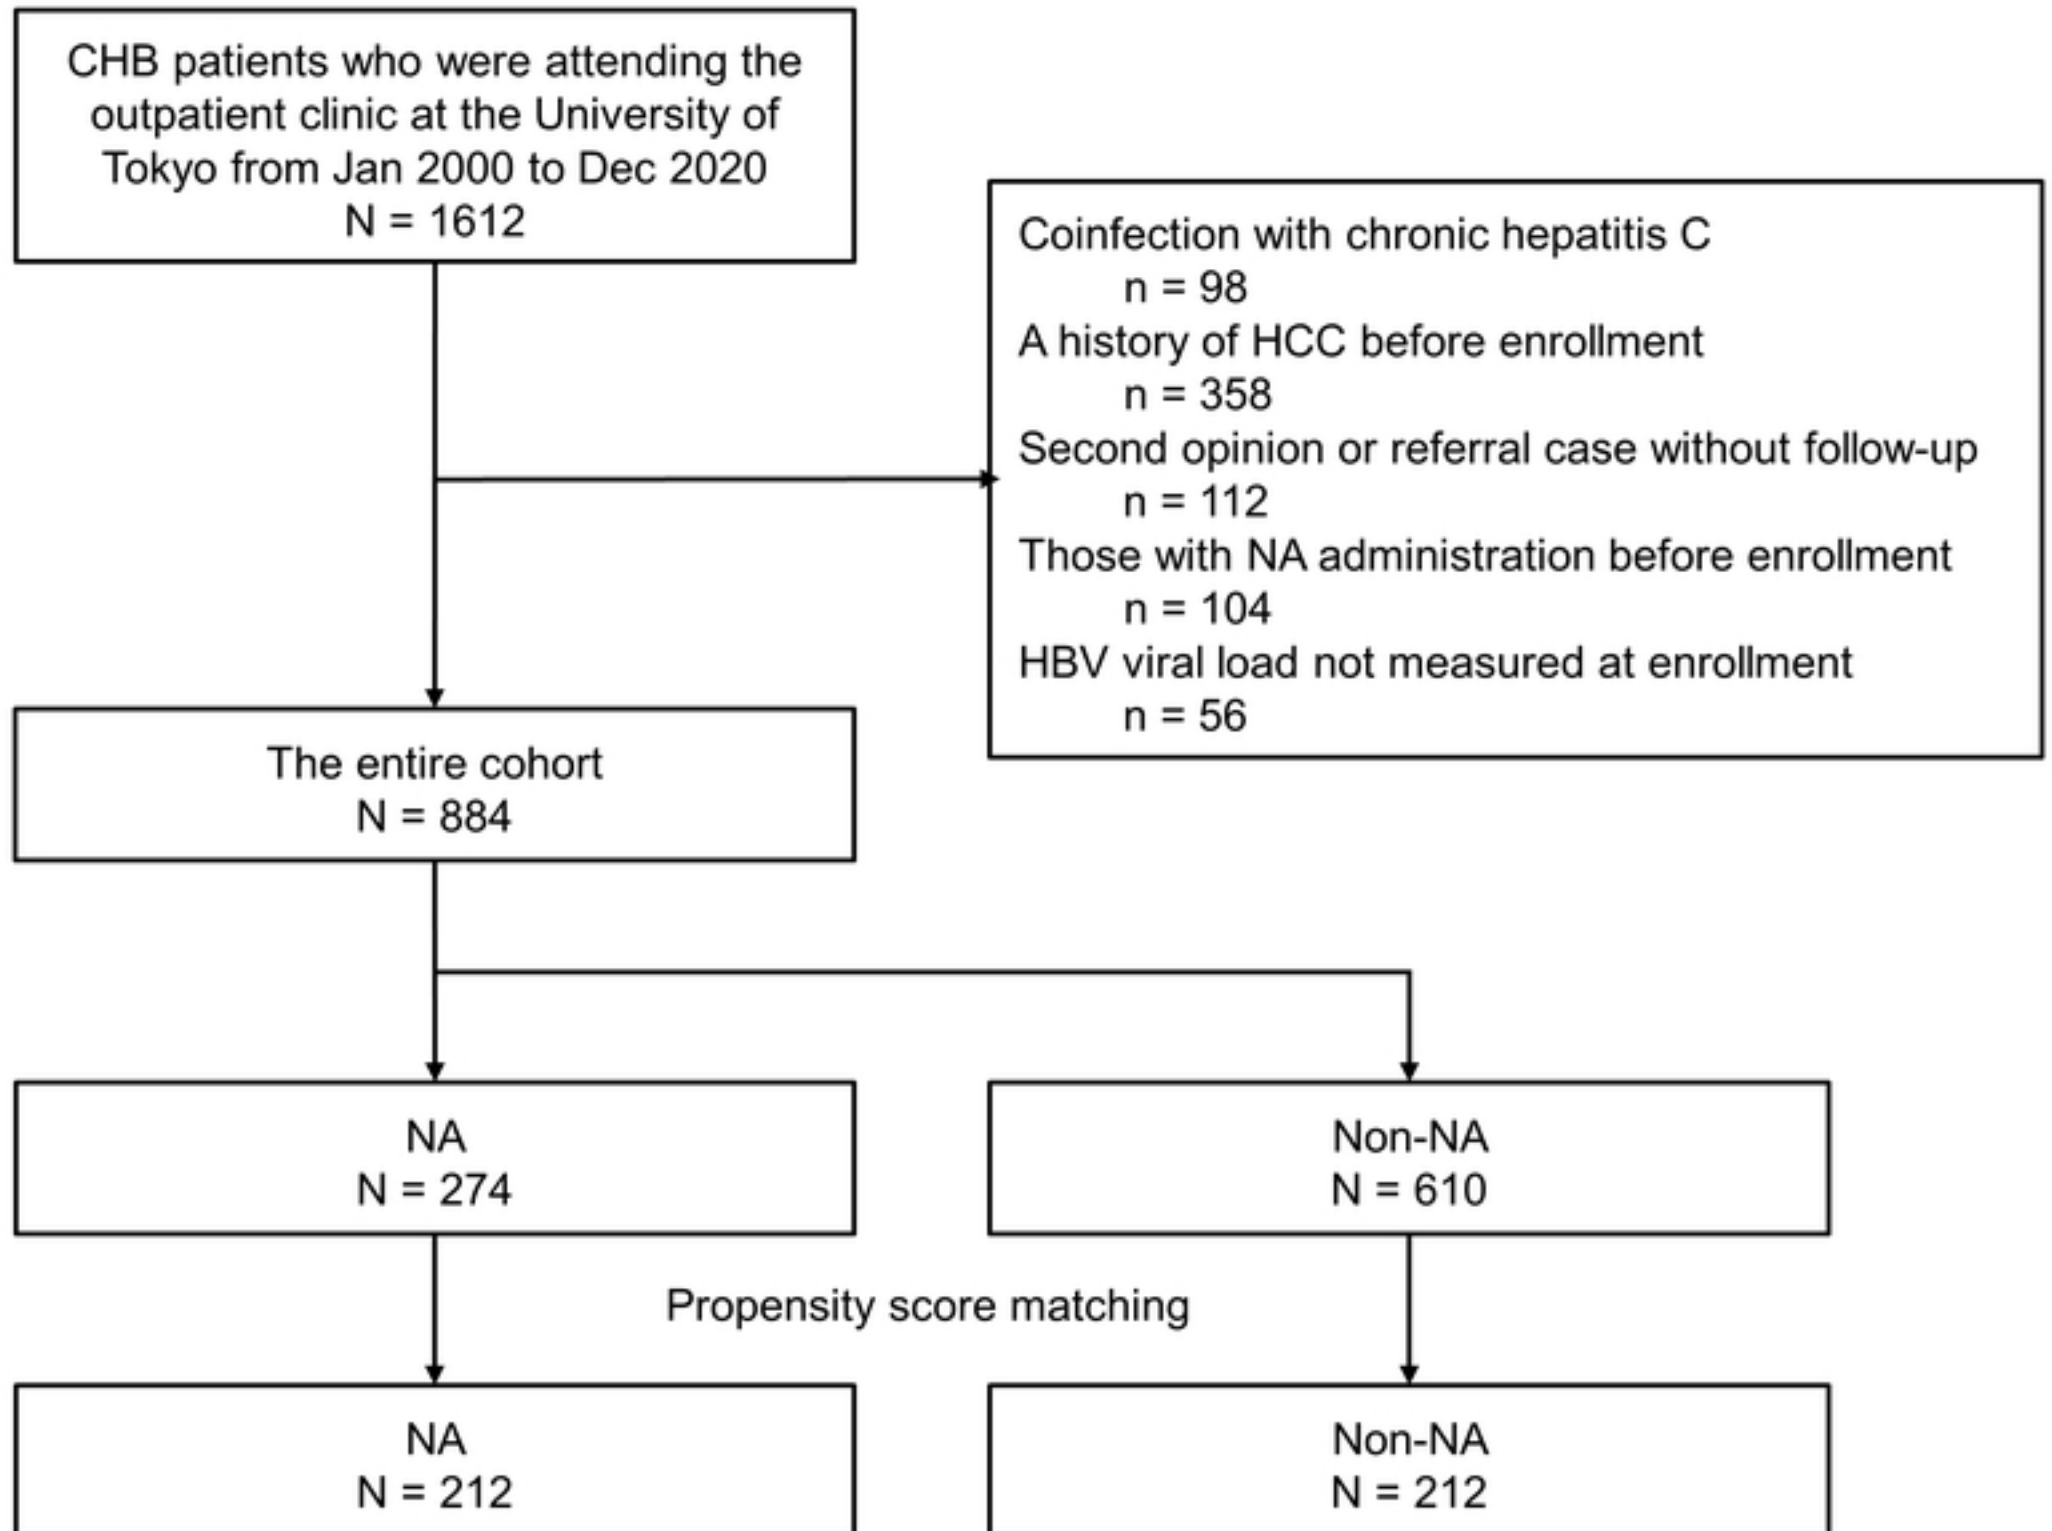 CHB patients who were attending the
outpatient clinic at the University of
Tokyo from Jan 2000 to Dec 2020
N = 1612
Coinfection with chronic hepatitis C
n = 98
A history of HCC before enrollment
n = 358
Second opinion or referral case without follow-up
n = 112
Those with NA administration before enrollment
n = 104
HBV viral load not measured at enrollment
n = 56
The entire cohort
N = 884
NA
N = 274
Non-NA
N = 610
Propensity score matching
NA
N = 212
Non-NA
N = 212